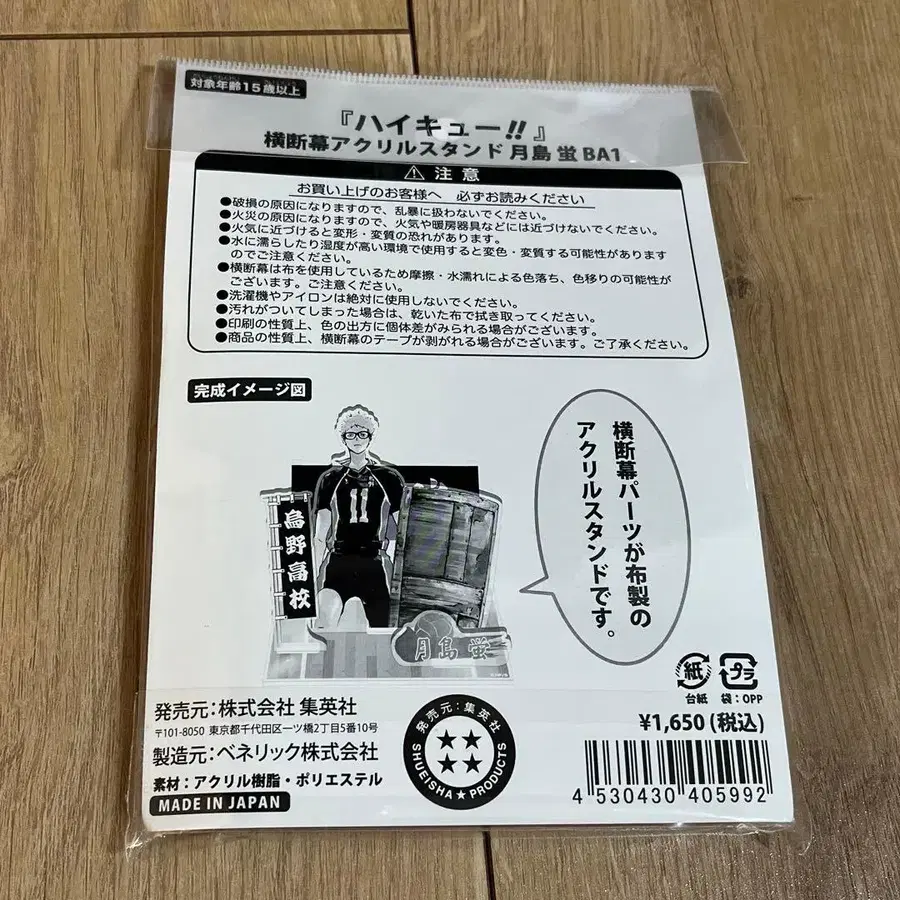 対象年齢15歳以上
『ハイキュー!!』
横断幕アクリルスタンド 月島 蛍 BA1
⚠ 注意
お買い上げのお客様へ 必ずお読みください
●破損の原因になりますので、乱暴に扱わないでください。
●火災の原因になりますので、火気や暖房器具などには近づけないでください。
●火気に近づけると変形・変質の恐れがあります。
●水に濡らしたり湿度が高い環境で使用すると変色・変質する可能性があります
のでご注意ください。
●横断幕は布を使用しているため摩擦・水濡れによる色落ち、色移りの可能性が
ございます。ご注意ください。
●洗濯機やアイロンは絶対に使用しないでください。
●汚れがついてしまった場合は、乾いた布で拭き取ってください。
●印刷の性質上、色の出方に個体差がみられる場合がございます。
●商品の性質上、横断幕のテープが剥がれる場合がございます。ご了承ください。
完成イメージ図
横断幕パーツが布製の
アクリルスタンドです。
11
烏野高校
月島 蛍
紙
プラ
台紙
袋：OPP
発売元：株式会社 集英社
〒101-8050 東京都千代田区一ツ橋2丁目5番10号
製造元：ベネリック株式会社
素材：アクリル樹脂・ポリエステル
MADE IN JAPAN
発売元：集英社
SHUEISHA★PRODUCTS
¥1,650(税込)
4 530430 405992